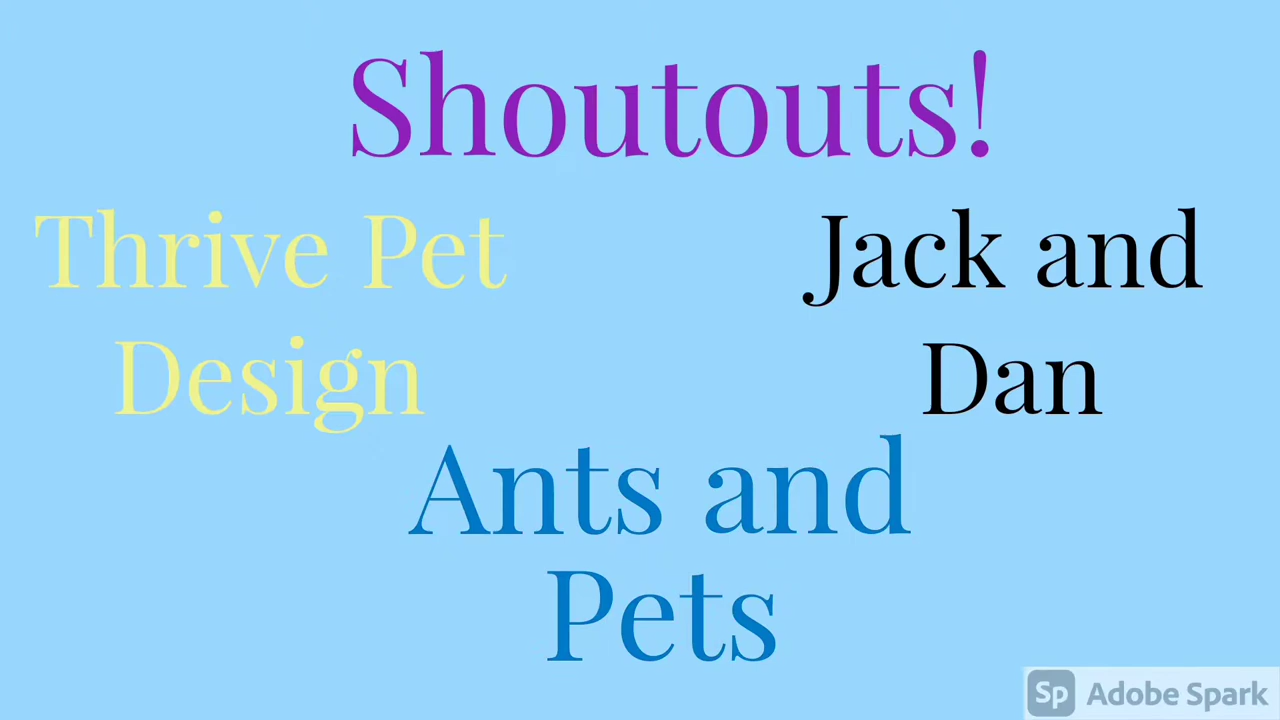 Shoutouts!
Thrive Pet
Design
Jack and
Dan
Ants and
Pets
Sp Adobe Spark